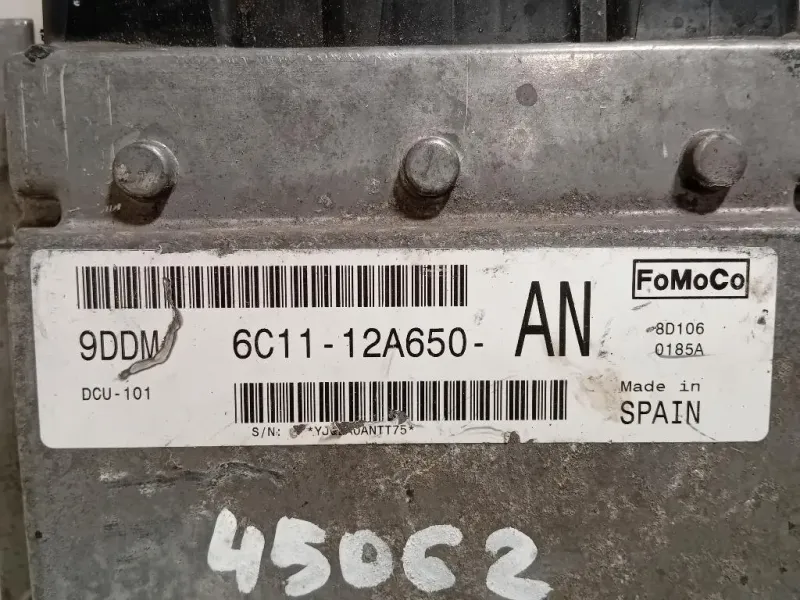 FoMoCo
9DDM 6C11-12A650- AN
8D106
0185A
DCU-101
Made in
SPAIN
S/N:
45062